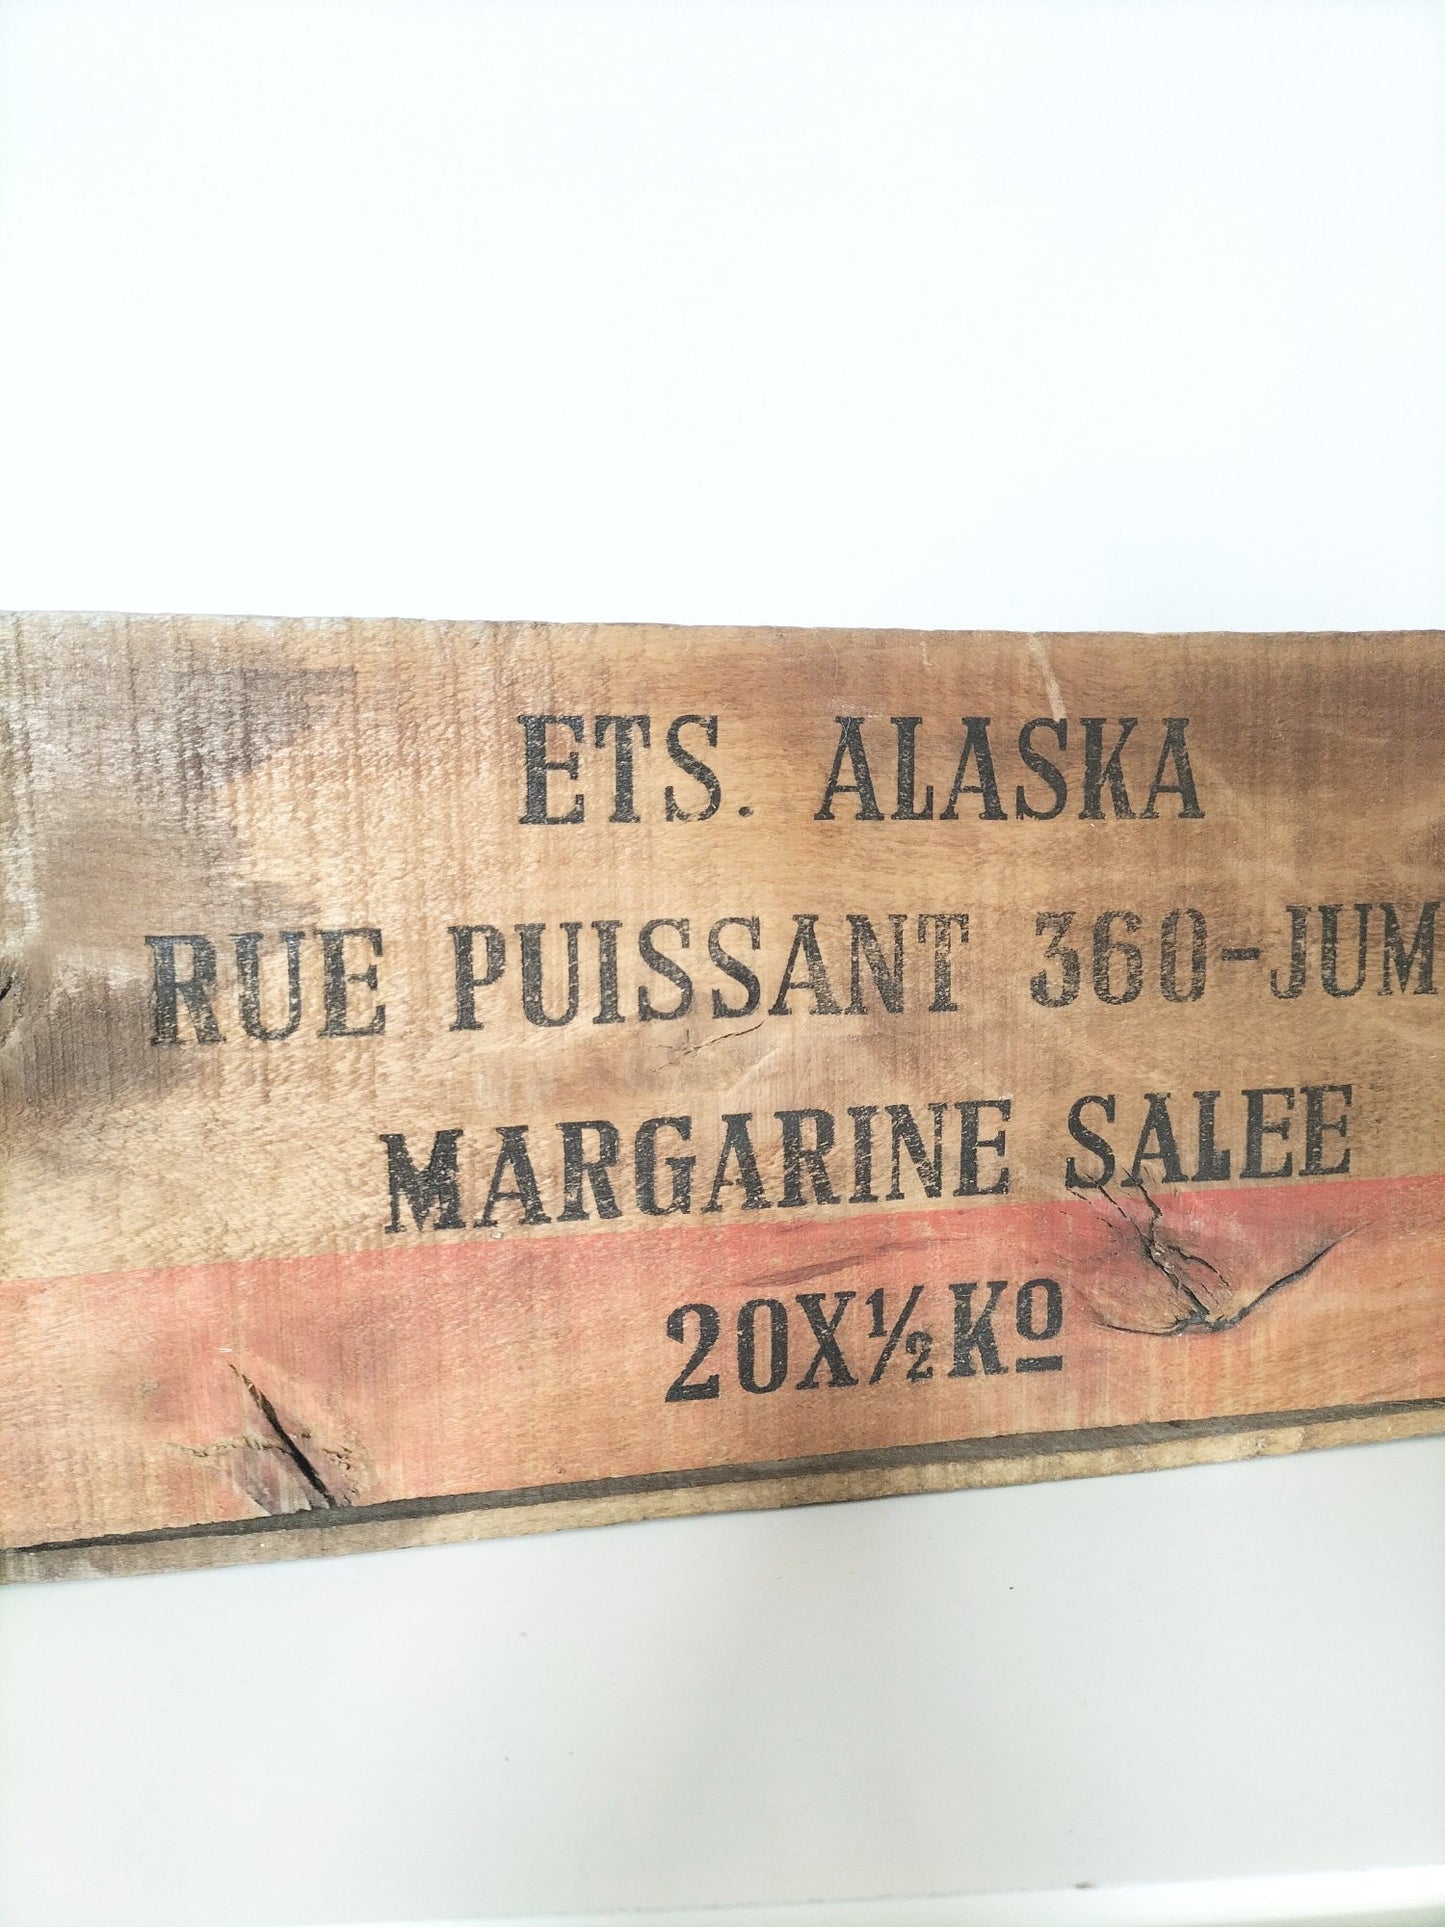 ETS. ALASKA
RUE PUISSANT 360-JUM
MARGARINE SALEE
20X½Kº